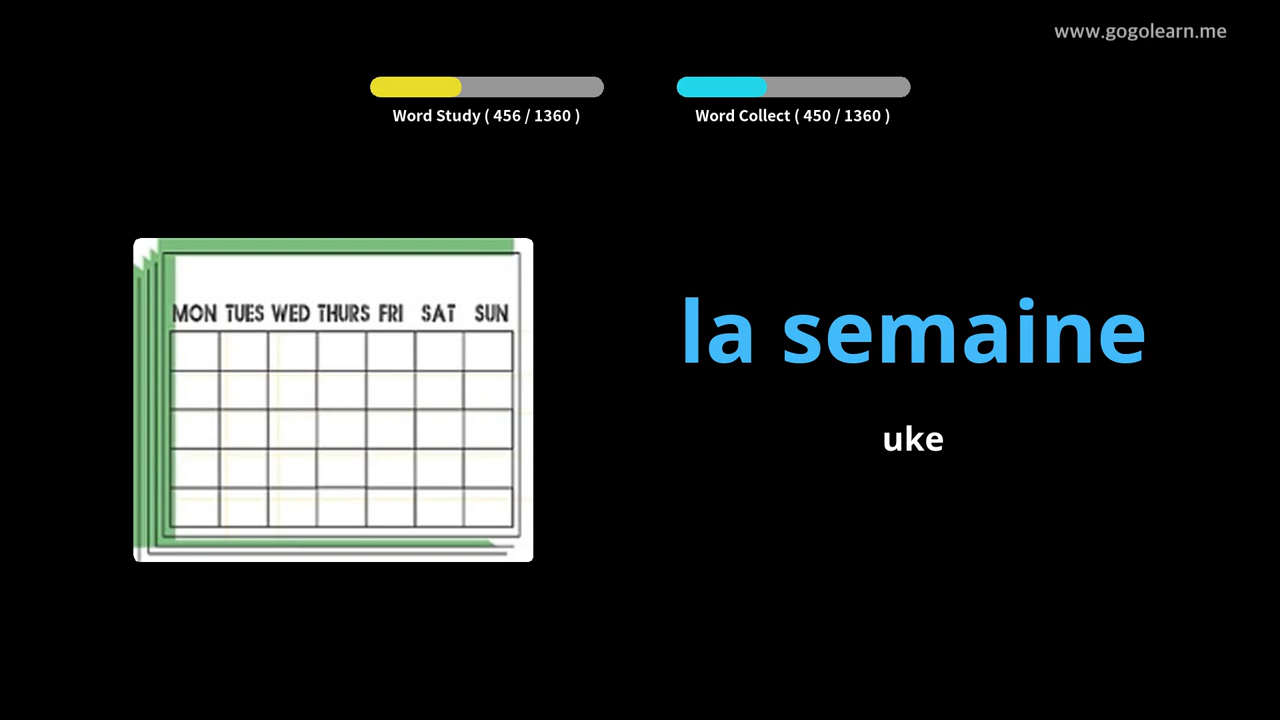 www.gogolearn.me
Word Study ( 456 / 1360 )
Word Collect ( 450 / 1360 )
MON TUES WED THURS FRI SAT SUN
la semaine
uke